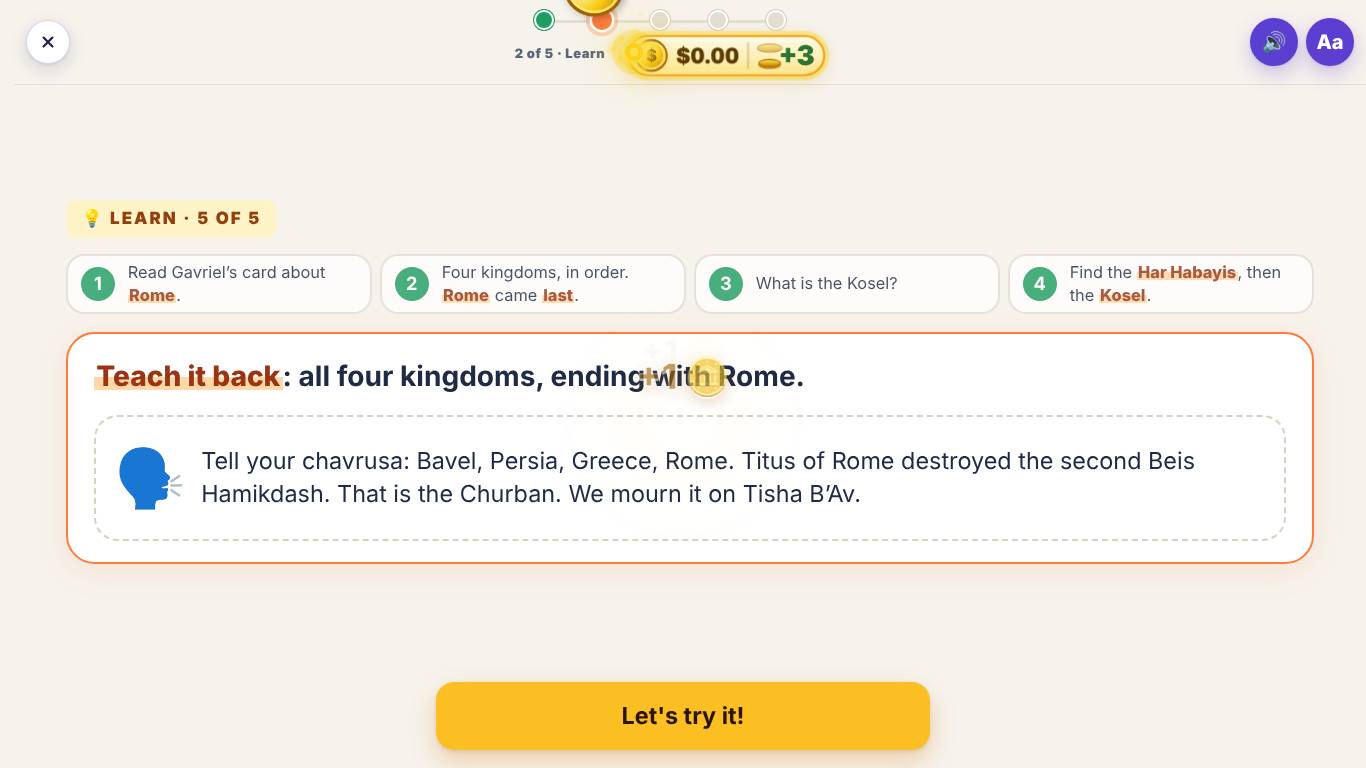 2 of 5 · Learn
$ $0.00 +3
Aa
LEARN · 5 OF 5
1 Read Gavriel’s card about
Rome.
2 Four kingdoms, in order.
Rome came last.
3 What is the Kosel?
4 Find the Har Habayis, then
the Kosel.
Teach it back: all four kingdoms, ending with Rome.
+1
+1
Tell your chavrusa: Bavel, Persia, Greece, Rome. Titus of Rome destroyed the second Beis
Hamikdash. That is the Churban. We mourn it on Tisha B’Av.
Let's try it!